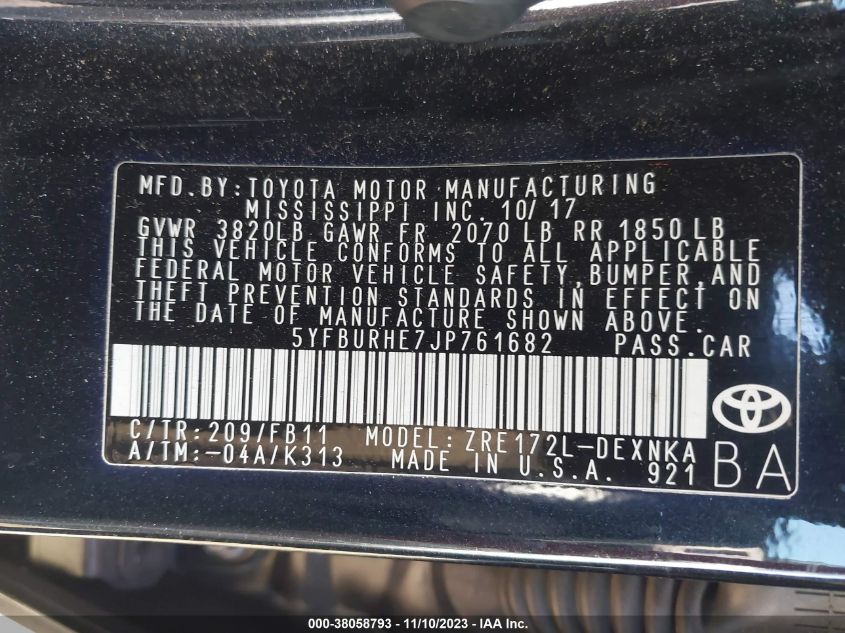 MFD.BY:TOYOTA MOTOR MANUFACTURING
MISSISSIPPI INC. 10/17
GVWR 3820LB GAWR FR 2070 LB RR 1850 LB
THIS VEHICLE CONFORMS TO ALL APPLICABLE
FEDERAL MOTOR VEHICLE SAFETY,BUMPER,AND
THEFT PREVENTION STANDARDS IN EFFECT ON
THE DATE OF MANUFACTURE SHOWN ABOVE.
5YFBURHE7JP761682 PASS.CAR
C/TR:209/FB11 MODEL:ZRE172L-DEXNKA
A/TM:-04A/K313 MADE IN U.S.A. 921 BA
000-38058793 - 11/10/2023 - IAA Inc.